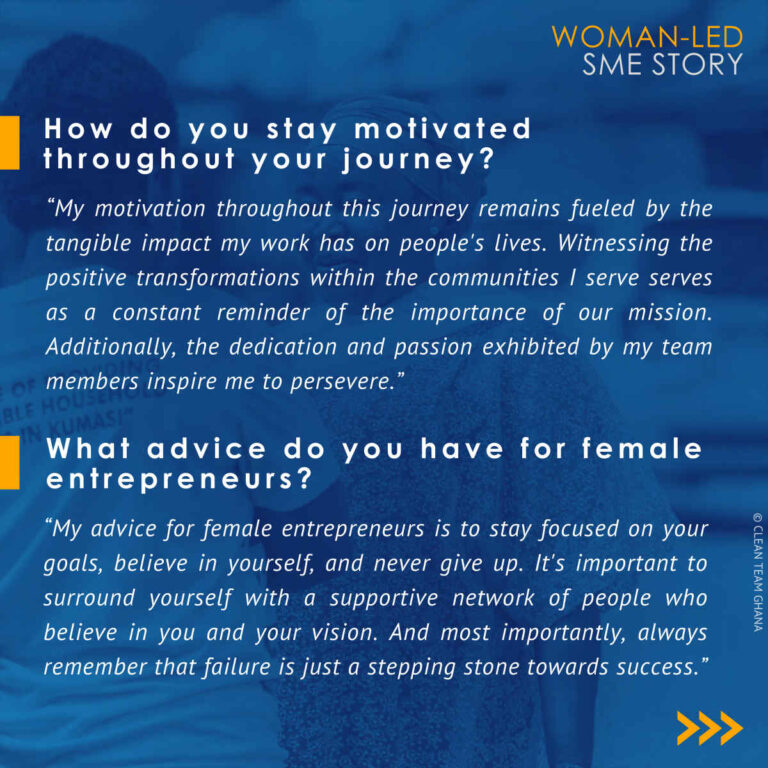 WOMAN-LED
SME STORY
How do you stay motivated
throughout your journey?
“My motivation throughout this journey remains fueled by the
tangible impact my work has on people's lives. Witnessing the
positive transformations within the communities I serve serves
as a constant reminder of the importance of our mission.
Additionally, the dedication and passion exhibited by my team
members inspire me to persevere.”
OF PROVIDING
HOUSEHOLD
IN KUMASI"
What advice do you have for female
entrepreneurs?
“My advice for female entrepreneurs is to stay focused on your
goals, believe in yourself, and never give up. It's important to
surround yourself with a supportive network of people who
believe in you and your vision. And most importantly, always
remember that failure is just a stepping stone towards success.”
© CLEAN TEAM GHANA